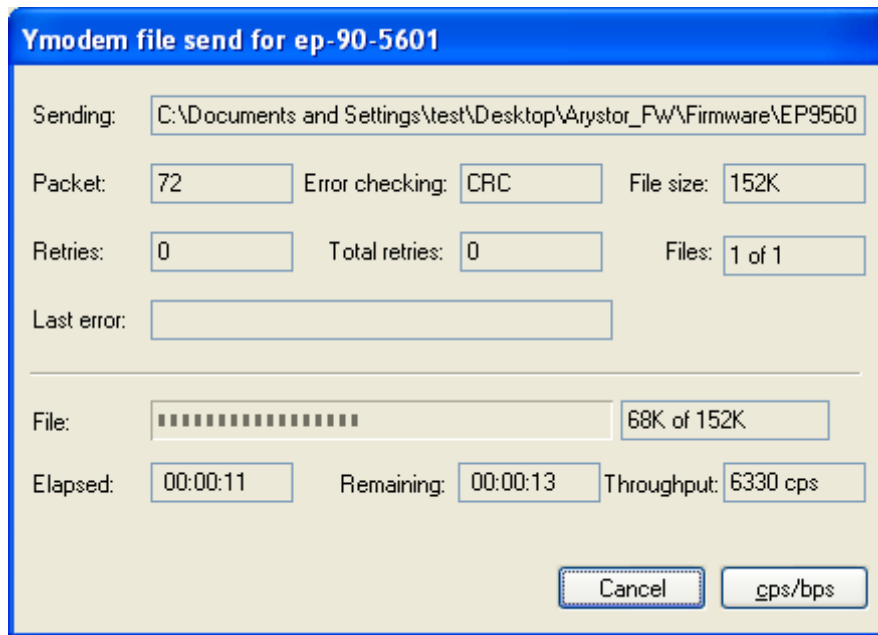 Ymodem file send for ep-90-5601
Sending: C:\Documents and Settings\test\Desktop\Arystor_FW\Firmware\EP9560
Packet: 72 Error checking: CRC File size: 152K
Retries: 0 Total retries: 0 Files: 1 of 1
Last error:
File: 68K of 152K
Elapsed: 00:00:11 Remaining: 00:00:13 Throughput: 6330 cps
Cancel cps/bps